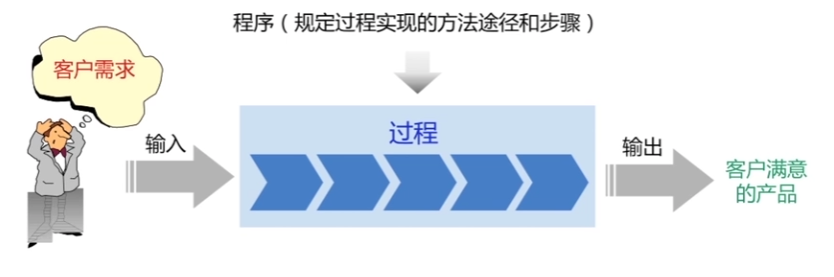 程序（规定过程实现的方法途径和步骤）
客户需求
过程
输入
输出
客户满意
的产品